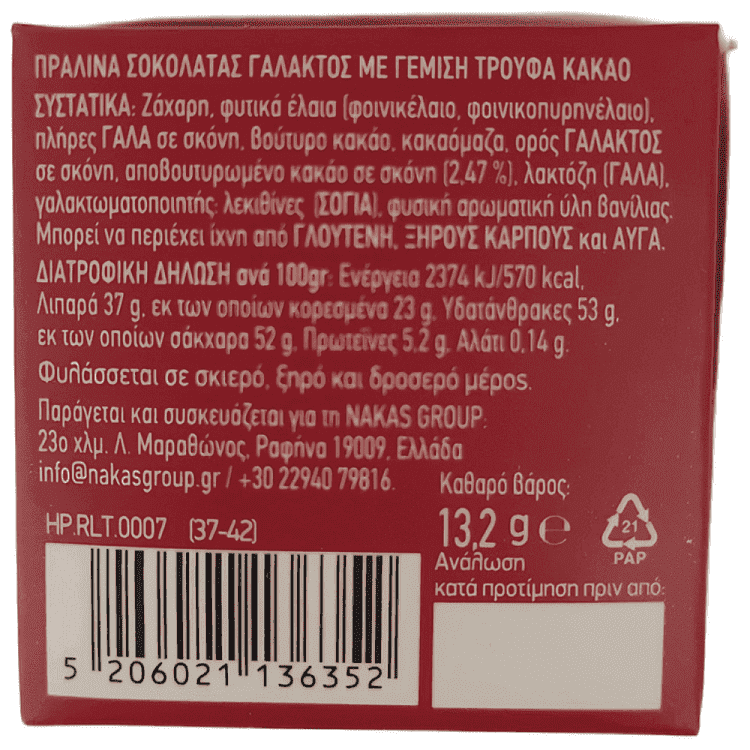 ΠΡΑΛΙΝΑ ΣΟΚΟΛΑΤΑΣ ΓΑΛΑΚΤΟΣ ΜΕ ΓΕΜΙΣΗ ΤΡΟΥΦΑ ΚΑΚΑΟ
ΣΥΣΤΑΤΙΚΑ: Ζάχαρη, φυτικά έλαια (φοινικέλαιο, φοινικοπυρηνέλαιο),
πλήρες ΓΑΛΑ σε σκόνη, βούτυρο κακάο, κακαόμαζα, ορός ΓΑΛΑΚΤΟΣ
σε σκόνη, αποβουτυρωμένο κακάο σε σκόνη (2,47 %), λακτόζη (ΓΑΛΑ),
γαλακτωματοποιητής: λεκιθίνες (ΣΟΓΙΑ), φυσική αρωματική ύλη βανίλιας.
Μπορεί να περιέχει ίχνη από ΓΛΟΥΤΕΝΗ, ΞΗΡΟΥΣ ΚΑΡΠΟΥΣ και ΑΥΓΑ.
ΔΙΑΤΡΟΦΙΚΗ ΔΗΛΩΣΗ ανά 100gr: Ενέργεια 2374 kJ/570 kcal,
Λιπαρά 37 g, εκ των οποίων κορεσμένα 23 g. Υδατάνθρακες 53 g,
εκ των οποίων σάκχαρα 52 g, Πρωτεΐνες 5,2 g. Αλάτι 0,14 g.
Φυλάσσεται σε σκιερό, ξηρό και δροσερό μέρος.
Παράγεται και συσκευάζεται για τη NAKAS GROUP:
23ο χλμ. Λ. Μαραθώνος, Ραφήνα 19009, Ελλάδα
info@nakasgroup.gr / +30 22940 79816.
Καθαρό βάρος:
HP.RLT.0007 (37-42)
13,2 g e
21
PAP
Ανάλωση
κατά προτίμηση πριν από:
5 206021 136352